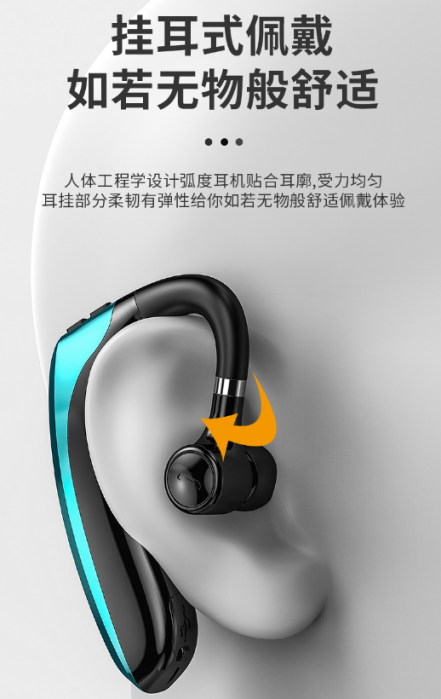 挂耳式佩戴
如若无物般舒适
人体工程学设计弧度耳机贴合耳廓,受力均匀
耳挂部分柔韧有弹性给你如若无物般舒适佩戴体验